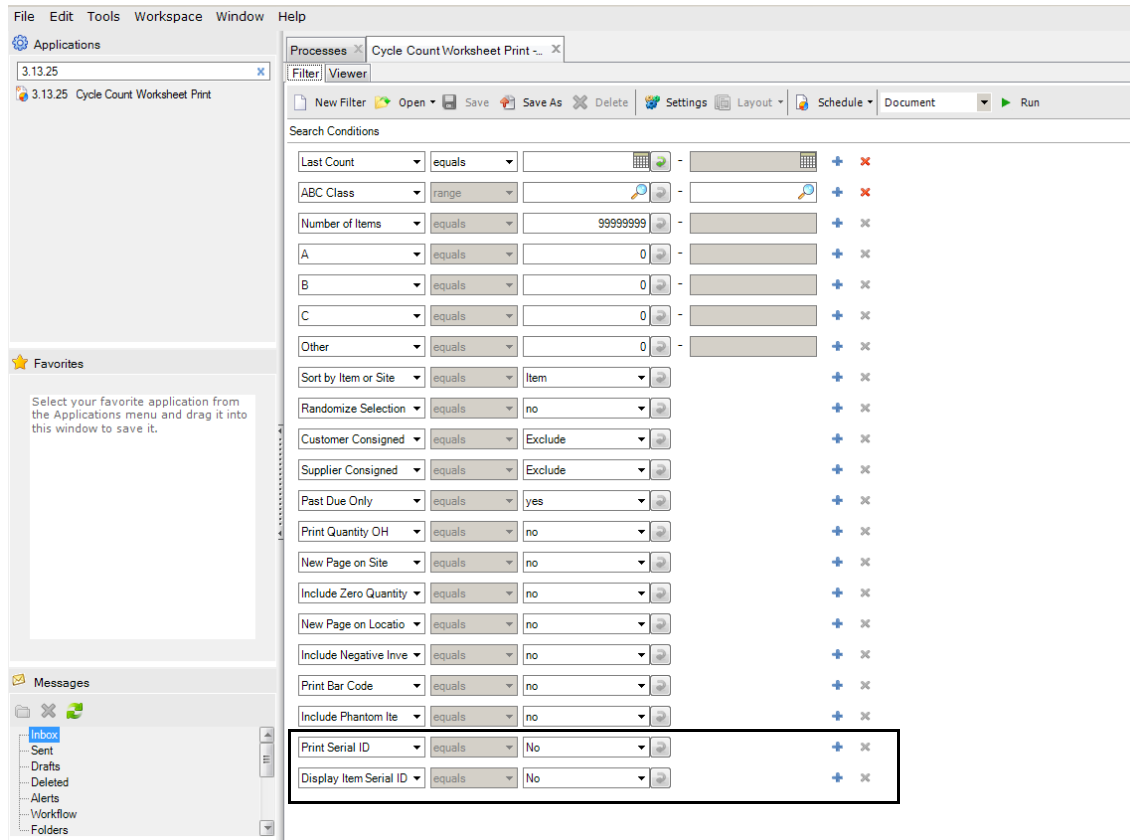 File Edit Tools Workspace Window Help
Applications
3.13.25
3.13.25 Cycle Count Worksheet Print
Favorites
Select your favorite application from
the Applications menu and drag it into
this window to save it.
Messages
Inbox
Sent
Drafts
Deleted
Alerts
Workflow
Folders
Processes Cycle Count Worksheet Print -...
Filter Viewer
New Filter Open Save Save As Delete Settings Layout Schedule Document Run
Search Conditions
Last Count equals -
ABC Class range -
Number of Items equals 99999999 -
A equals 0 -
B equals 0 -
C equals 0 -
Other equals 0 -
Sort by Item or Site equals Item
Randomize Selection equals no
Customer Consigned equals Exclude
Supplier Consigned equals Exclude
Past Due Only equals yes
Print Quantity OH equals no
New Page on Site equals no
Include Zero Quantity equals no
New Page on Locatio equals no
Include Negative Inve equals no
Print Bar Code equals no
Include Phantom Ite equals no
Print Serial ID equals No
Display Item Serial ID equals No